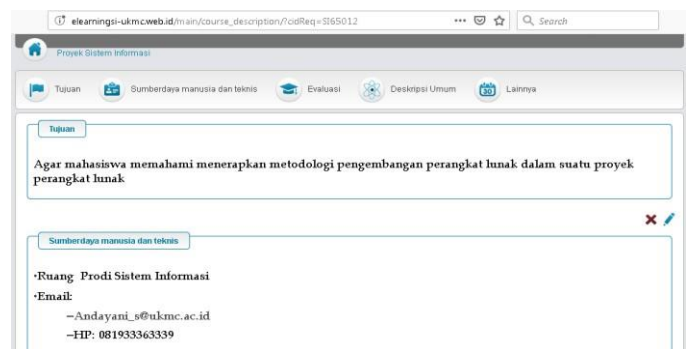 elearningsi-ukmc.web.id/main/course_description/?cidReq=SI65012
Search
Proyek Sistem Informasi
Tujuan
Sumberdaya manusia dan teknis
Evaluasi
Deskripsi Umum
30
Lainnya
Tujuan
Agar mahasiswa memahami menerapkan metodologi pengembangan perangkat lunak dalam suatu proyek
perangkat lunak
Sumberdaya manusia dan teknis
•Ruang Prodi Sistem Informasi
•Email:
–Andayani_s@ukmc.ac.id
–HP: 081933363339